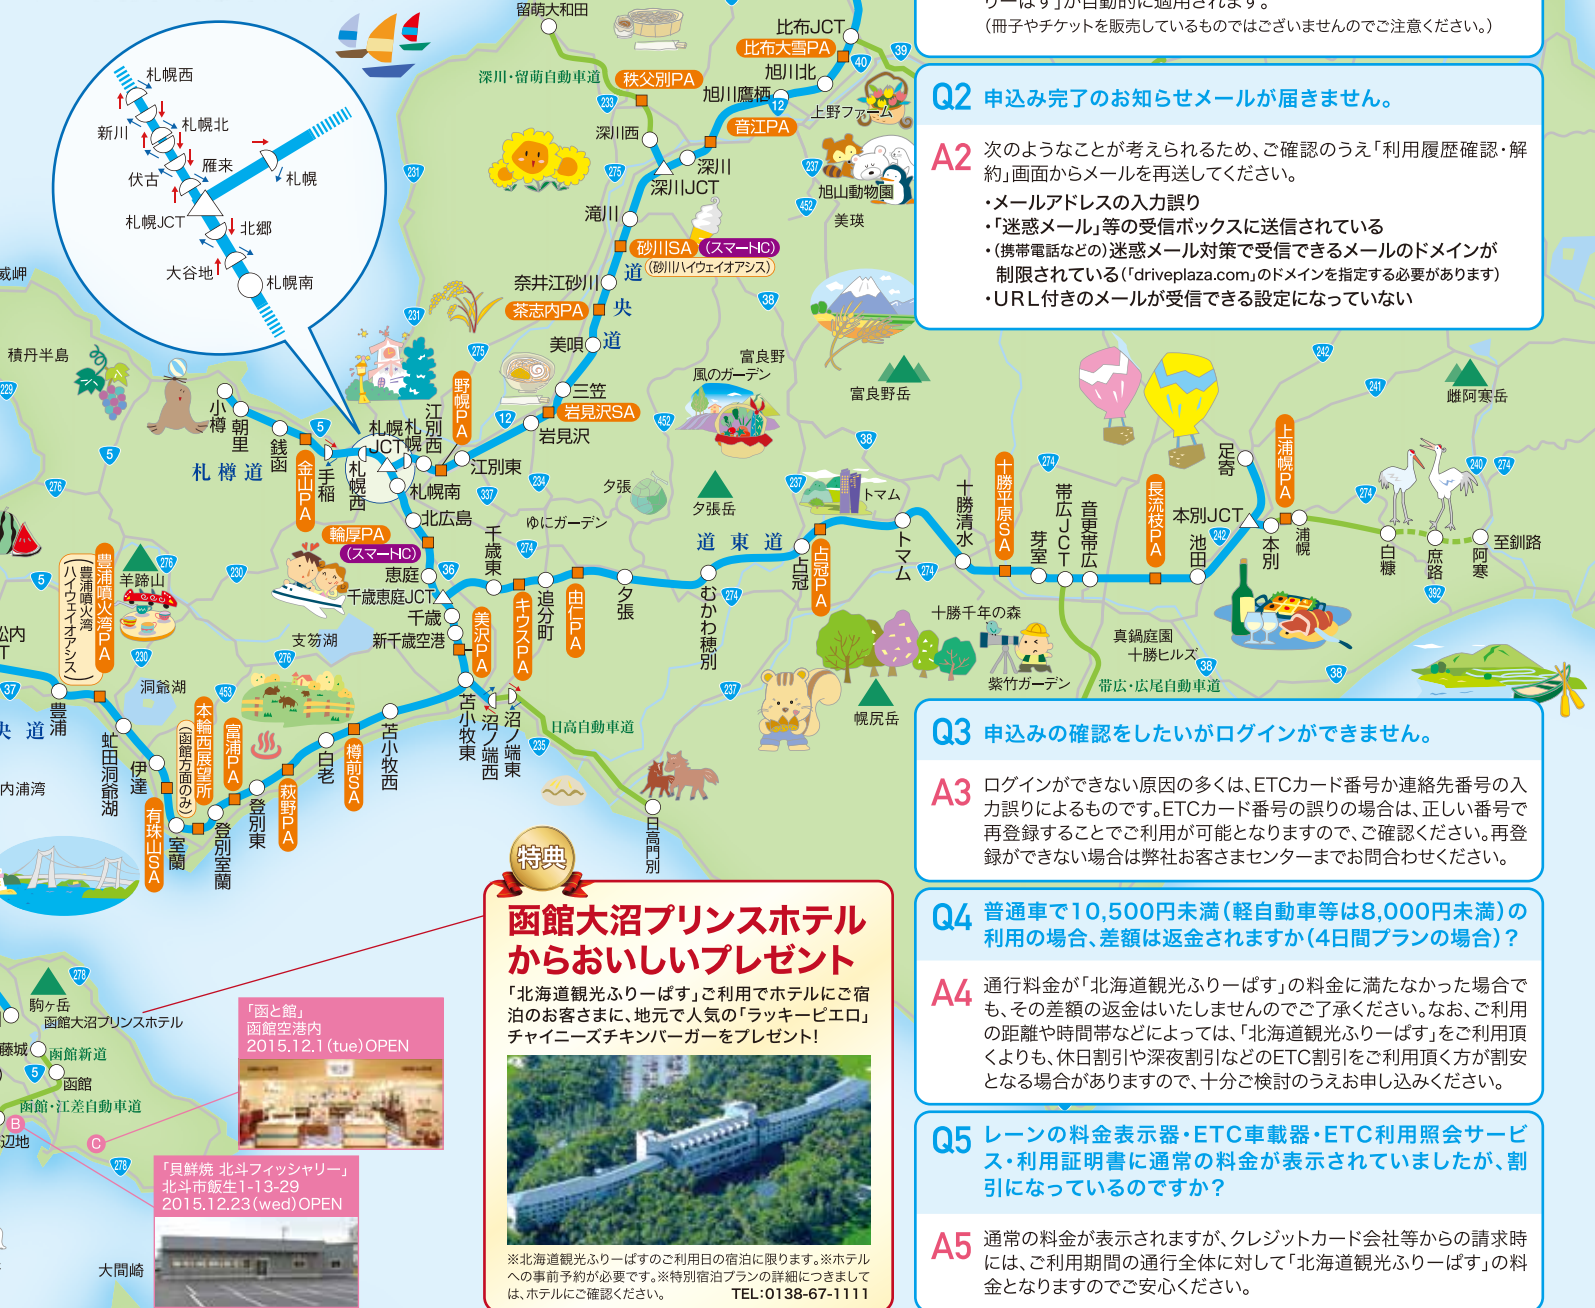 りーぱす」が自動的に適用されます。
（冊子やチケットを販売しているものではございませんのでご注意ください。）
Q2 申込み完了のお知らせメールが届きません。
A2 次のようなことが考えられるため、ご確認のうえ「利用履歴確認・解
約」画面からメールを再送してください。
・メールアドレスの入力誤り
・「迷惑メール」等の受信ボックスに送信されている
・（携帯電話などの）迷惑メール対策で受信できるメールのドメインが
制限されている（「driveplaza.com」のドメインを指定する必要があります）
・ＵＲＬ付きのメールが受信できる設定になっていない
Q3 申込みの確認をしたいがログインができません。
A3 ログインができない原因の多くは、ETCカード番号か連絡先番号の入
力誤りによるものです。ETCカード番号の誤りの場合は、正しい番号で
再登録することでご利用が可能となりますので、ご確認ください。再登
録ができない場合は弊社お客さまセンターまでお問合わせください。
Q4 普通車で10,500円未満（軽自動車等は8,000円未満）の
利用の場合、差額は返金されますか（4日間プランの場合）？
A4 通行料金が「北海道観光ふりーぱす」の料金に満たなかった場合で
も、その差額の返金はいたしませんのでご了承ください。なお、ご利用
の距離や時間帯などによっては、「北海道観光ふりーぱす」をご利用頂
くよりも、休日割引や深夜割引などのETC割引をご利用頂く方が割安
となる場合がありますので、十分ご検討のうえお申し込みください。
Q5 レーンの料金表示器・ETC車載器・ETC利用照会サービ
ス・利用証明書に通常の料金が表示されていましたが、割
引になっているのですか？
A5 通常の料金が表示されますが、クレジットカード会社等からの請求時
には、ご利用期間の通行全体に対して「北海道観光ふりーぱす」の料
金となりますのでご安心ください。
特典
函館大沼プリンスホテル
からおいしいプレゼント
「北海道観光ふりーぱす」ご利用でホテルにご宿
泊のお客さまに、地元で人気の「ラッキーピエロ」
チャイニーズチキンバーガーをプレゼント！
※北海道観光ふりーぱすのご利用日の宿泊に限ります。※ホテル
への事前予約が必要です。※特別宿泊プランの詳細につきまして
は、ホテルにご確認ください。
TEL:0138-67-1111
「函と館」
函館空港内
2015.12.1（tue）OPEN
「貝鮮焼 北斗フィッシャリー」
北斗市飯生1-13-29
2015.12.23（wed）OPEN
札幌西
新川
札幌北
伏古
雁来
札幌
札幌JCT
北郷
大谷地
札幌南
留萌大和田
比布JCT
比布大雪PA
39
40
旭川北
深川・留萌自動車道
秩父別PA
旭川鷹栖
12
233
上野ファーム
深川西
音江PA
深川
231
275
237
深川JCT
旭山動物園
滝川
452
美瑛
砂川SA
（スマートIC）
（砂川ハイウェイオアシス）
道
威岬
奈井江砂川
38
茶志内PA
央
231
美唄
道
275
積丹半島
229
富良野
風のガーデン
富良野岳
242
241
雌阿寒岳
小樽
朝里
銭函
5
三笠
12
岩見沢SA
岩見沢
452
野幌PA
江別西
札幌
札幌JCT
札幌西
手稲
金山PA
札樽道
5
276
江別東
札幌南
337
234
夕張
夕張岳
38
237
トマム
274
足寄
上浦幌PA
240
274
274
十勝清水
十勝平原SA
帯広JCT
音更帯広
長流枝PA
本別JCT
242
浦幌
本別
白糠
庶路
阿寒
至釧路
392
北広島
輪厚PA
（スマートIC）
千歳東
274
ゆにガーデン
道東道
占冠
占冠PA
トマム
274
芽室
池田
恵庭
36
千歳恵庭JCT
千歳
新千歳空港
美沢PA
キウスPA
追分町
由仁PA
夕張
むかわ穂別
274
豊浦噴火湾PA
（豊浦噴火湾ハイウェイオアシス）
276
羊蹄山
5
230
230
支笏湖
276
洞爺湖
453
37
豊浦
虻田洞爺湖
伊達
有珠山SA
本輪西展望所
（函館方面のみ）
富浦PA
室蘭
登別室蘭
登別東
萩野PA
白老
樽前SA
苫小牧西
苫小牧東
沼ノ端西
沼ノ端東
日高自動車道
235
日高門別
237
幌尻岳
十勝千年の森
紫竹ガーデン
真鍋庭園
十勝ヒルズ
38
38
帯広・広尾自動車道
央道
内浦湾
278
駒ヶ岳
函館大沼プリンスホテル
藤城
函館新道
5
函館
函館・江差自動車道
B
辺地
C
278
大間崎